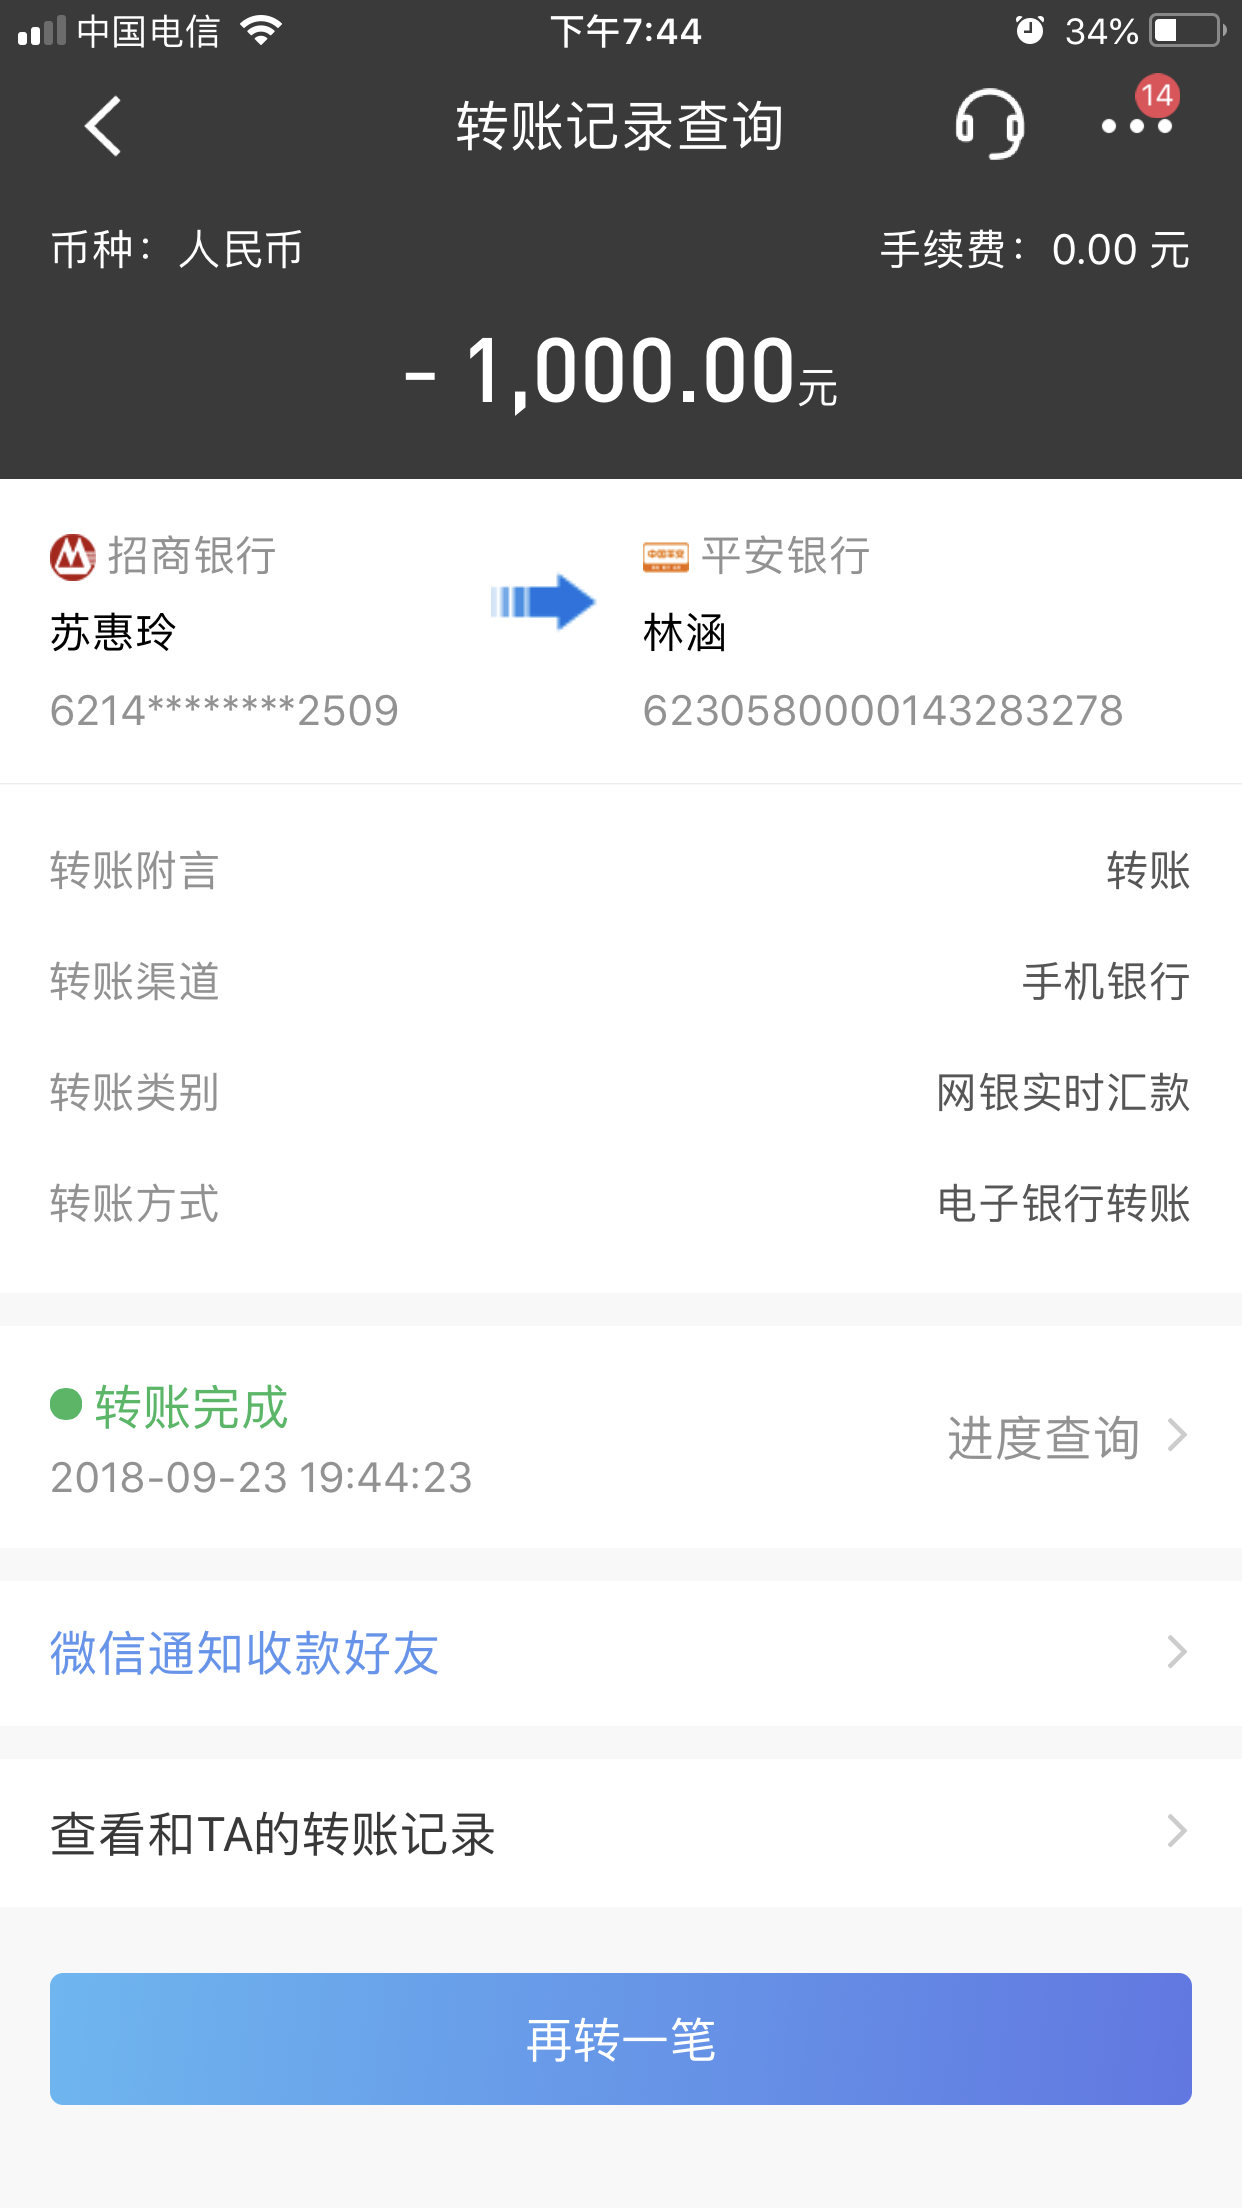 中国电信 下午7:44 34%
转账记录查询 14
币种：人民币 手续费：0.00 元
- 1,000.00元
招商银行 中国平安 平安银行
苏惠玲 林涵
6214********2509 6230580000143283278
转账附言 转账
转账渠道 手机银行
转账类别 网银实时汇款
转账方式 电子银行转账
转账完成
进度查询
2018-09-23 19:44:23
微信通知收款好友
查看和TA的转账记录
再转一笔